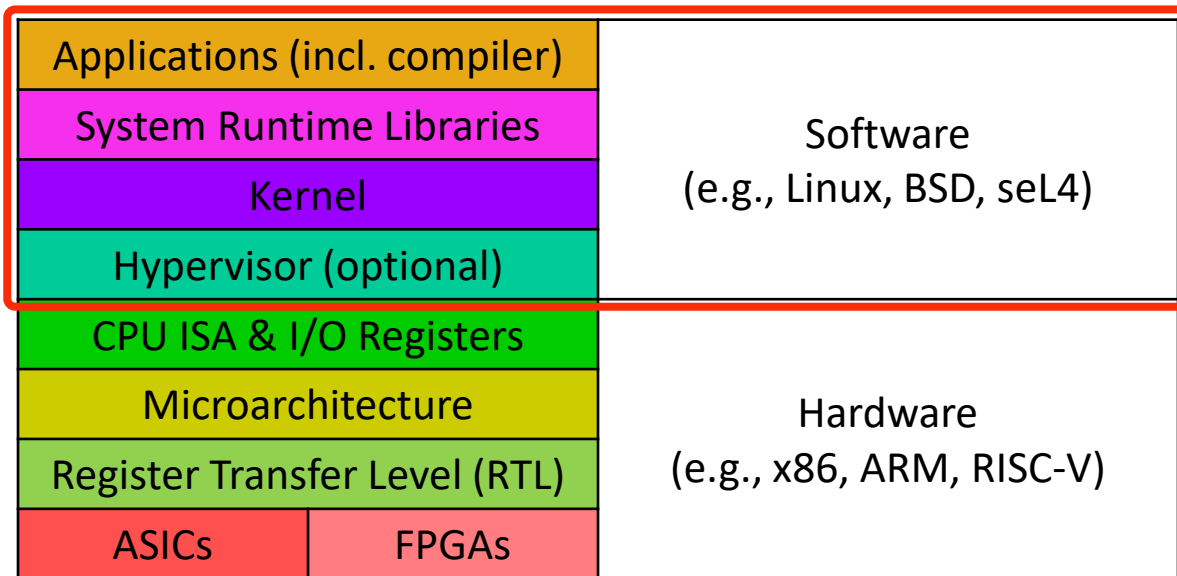 Applications (incl. compiler)
System Runtime Libraries
Kernel
Hypervisor (optional)
Software
(e.g., Linux, BSD, seL4)
CPU ISA & I/O Registers
Microarchitecture
Register Transfer Level (RTL)
ASICs
FPGAs
Hardware
(e.g., x86, ARM, RISC-V)